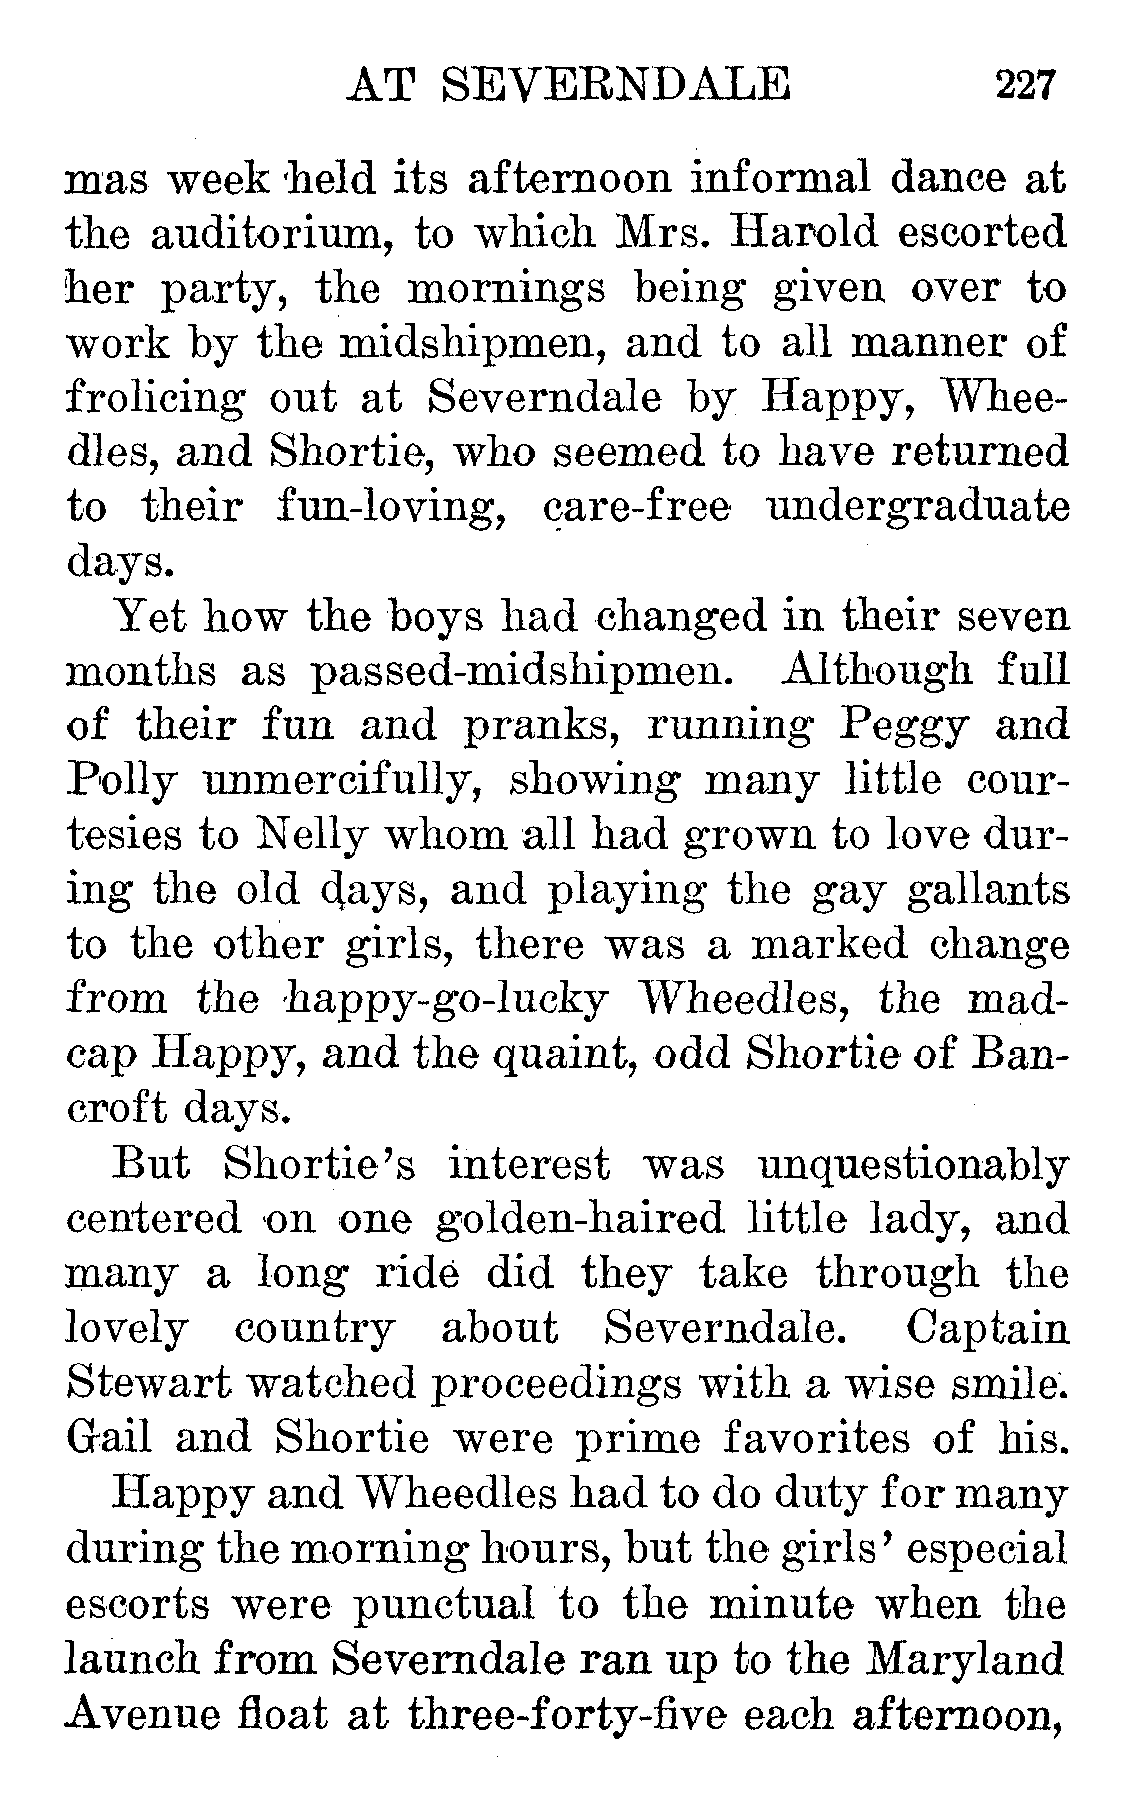 AT SEVERNDALE 227
mas week held its afternoon informal dance at
the auditorium, to which Mrs. Harold escorted
her party, the mornings being given over to
work by the midshipmen, and to all manner of
frolicing out at Severndale by Happy, Whee-
dles, and Shortie, who seemed to have returned
to their fun-loving, care-free undergraduate
days.
Yet how the boys had changed in their seven
months as passed-midshipmen. Although full
of their fun and pranks, running Peggy and
Polly unmercifully, showing many little cour-
tesies to Nelly whom all had grown to love dur-
ing the old days, and playing the gay gallants
to the other girls, there was a marked change
from the happy-go-lucky Wheedles, the mad-
cap Happy, and the quaint, odd Shortie of Ban-
croft days.
But Shortie's interest was unquestionably
centered on one golden-haired little lady, and
many a long ride did they take through the
lovely country about Severndale. Captain
Stewart watched proceedings with a wise smile.
Gail and Shortie were prime favorites of his.
Happy and Wheedles had to do duty for many
during the morning hours, but the girls' especial
escorts were punctual to the minute when the
launch from Severndale ran up to the Maryland
Avenue float at three-forty-five each afternoon,